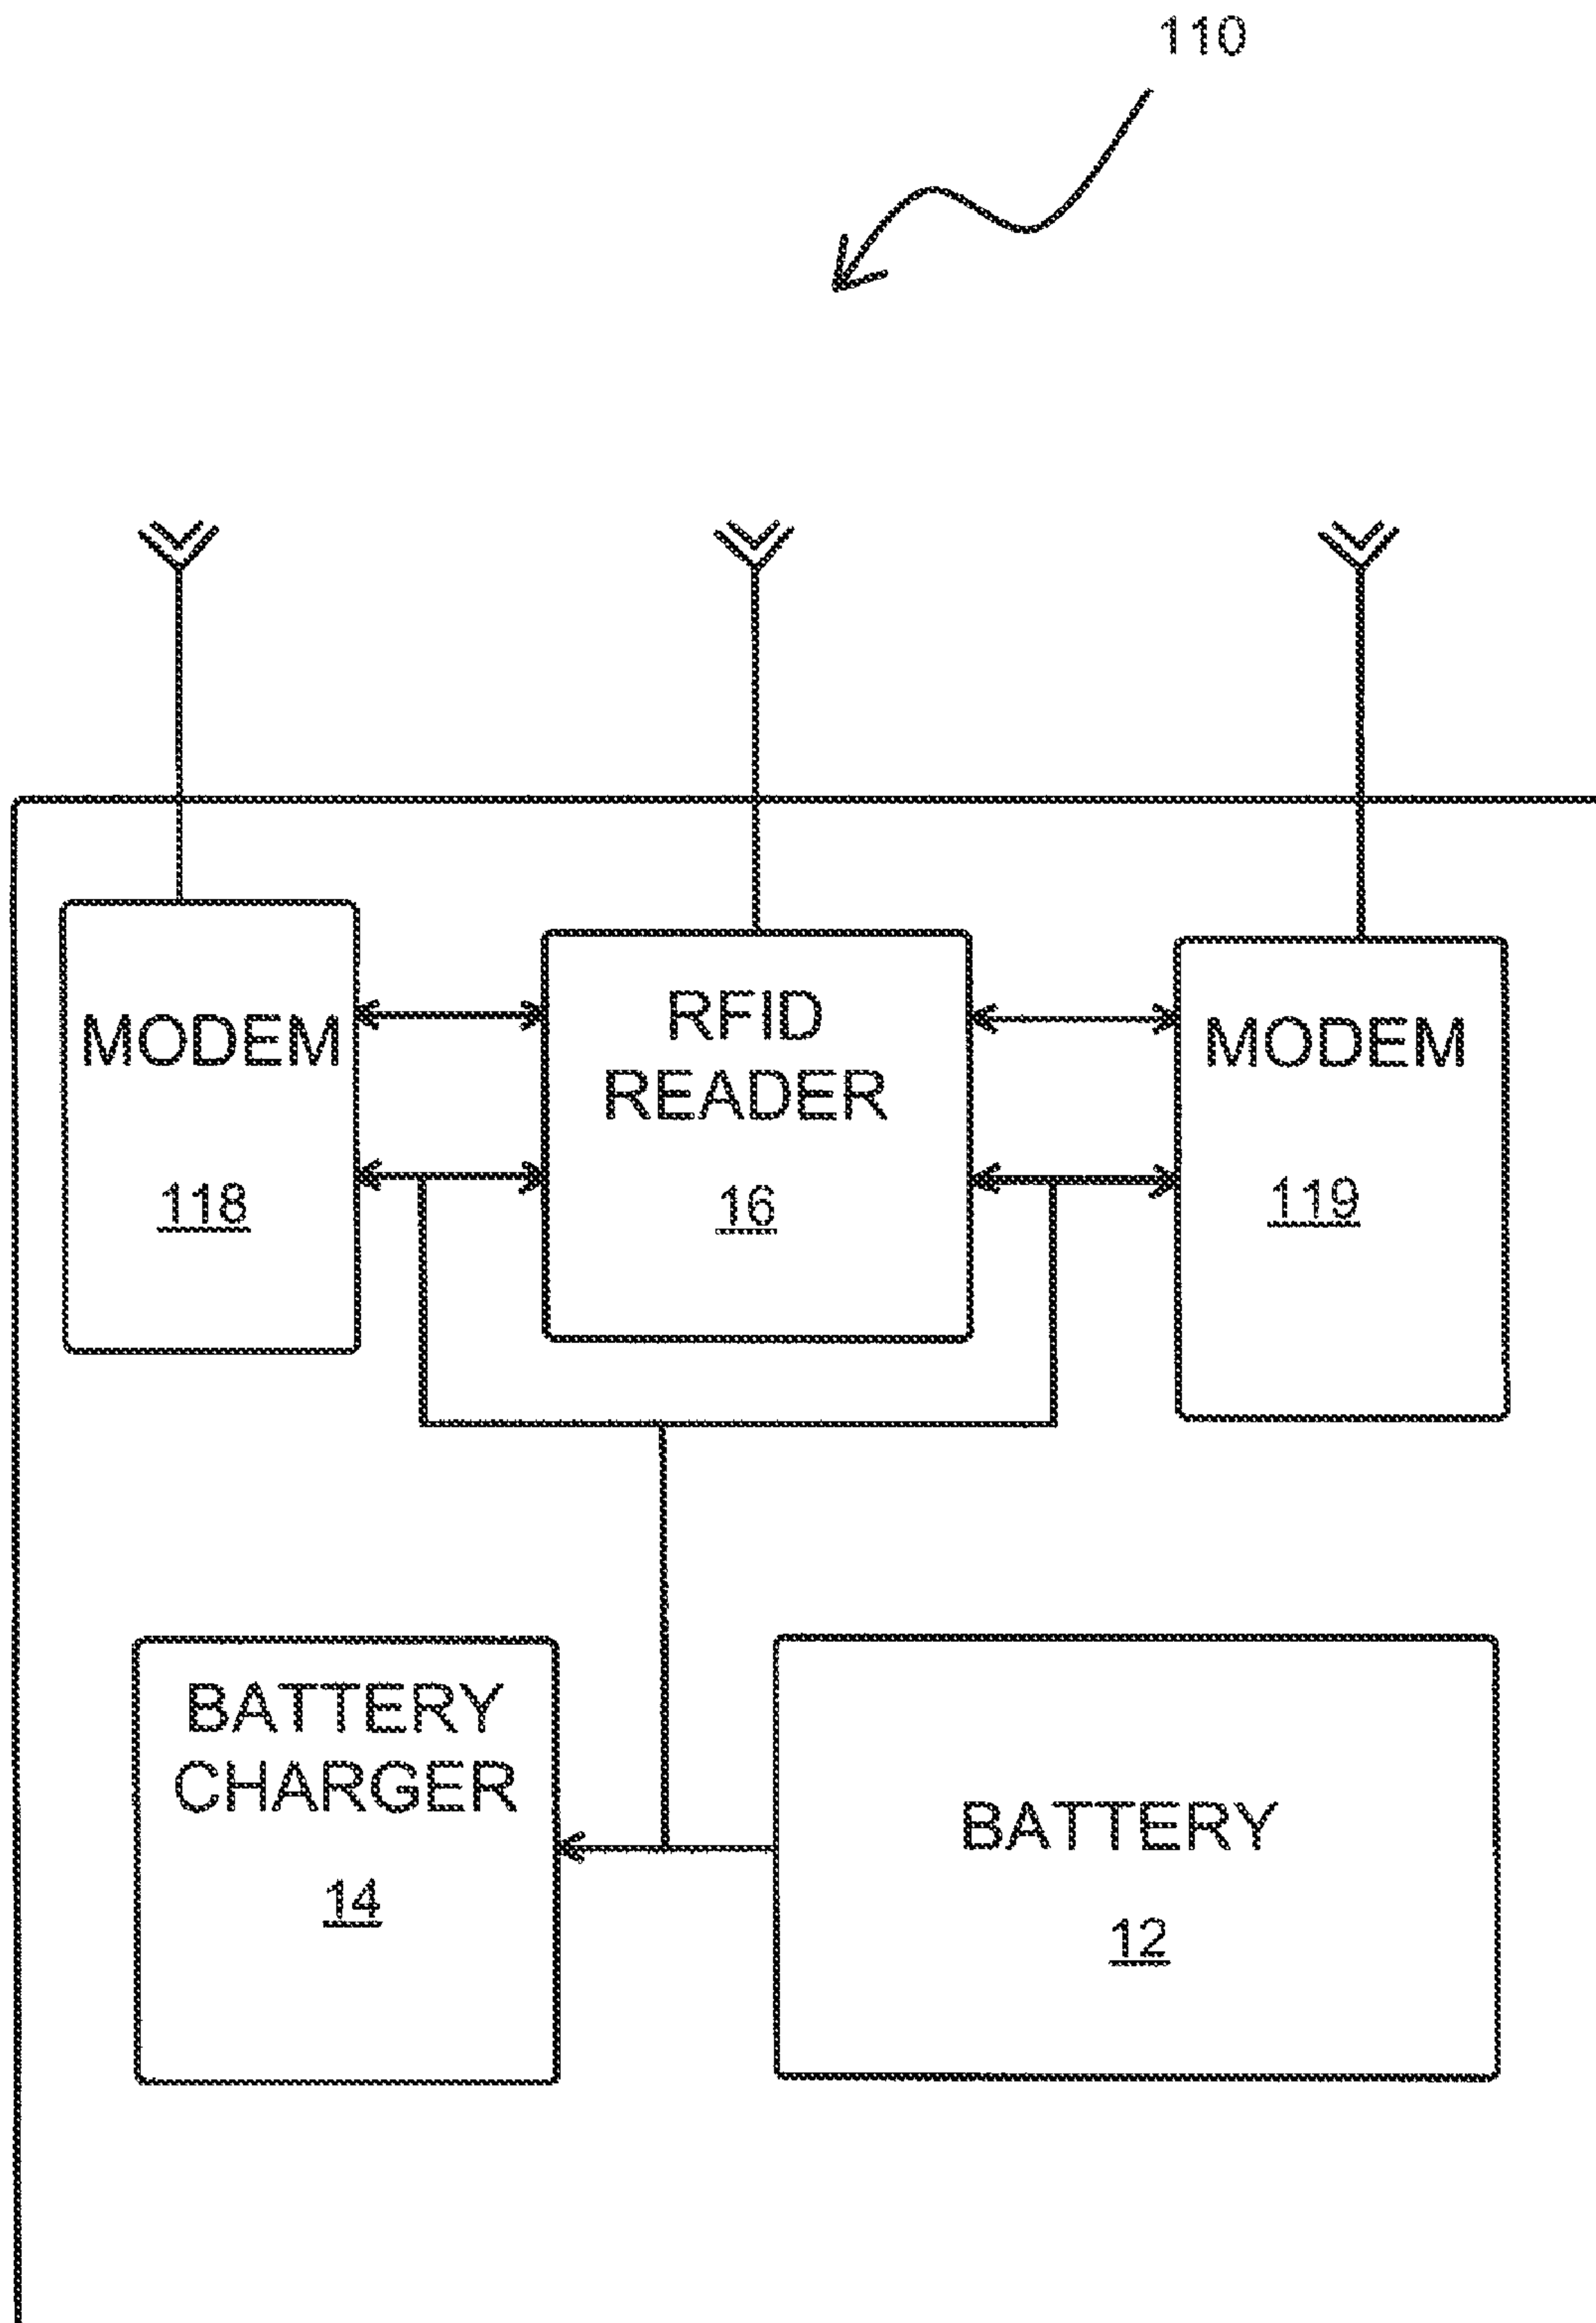 110
MODEM
118
RFID
READER
16
MODEM
119
BATTERY
CHARGER
14
BATTERY
12